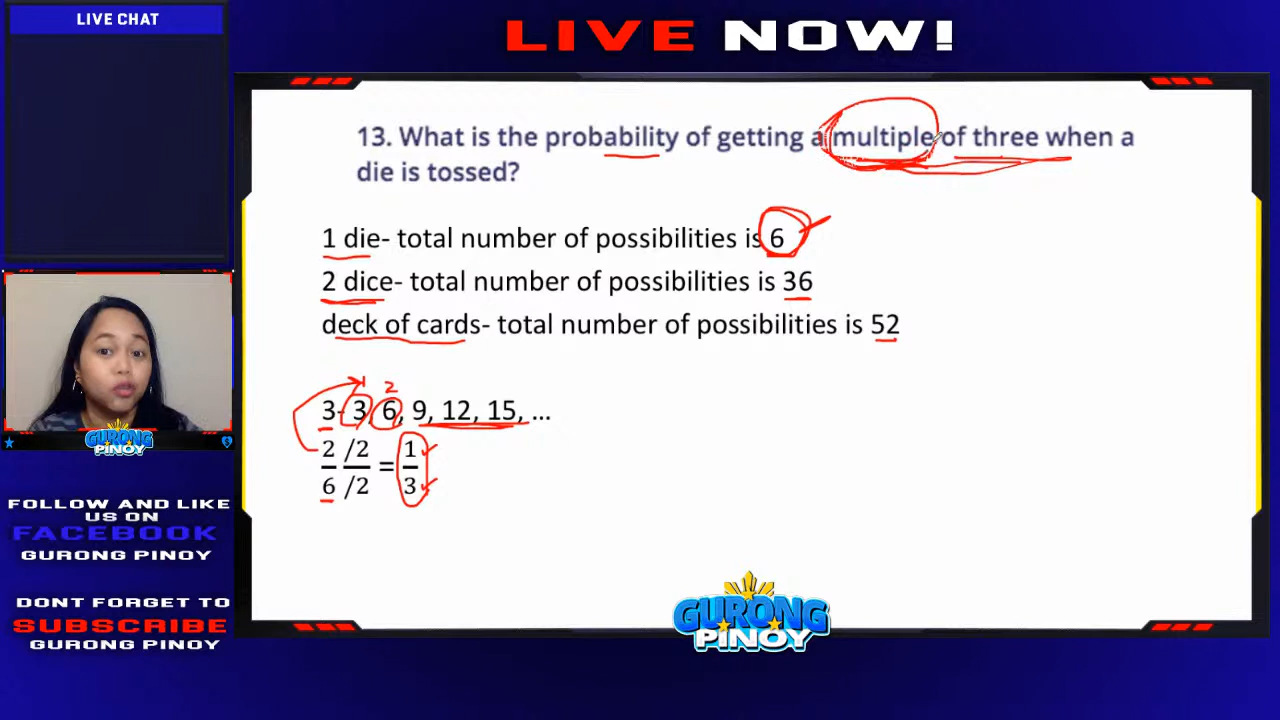 LIVE CHAT
LIVE NOW!
13. What is the probability of getting a multiple of three when a
die is tossed?
1 die- total number of possibilities is 6
2 dice- total number of possibilities is 36
deck of cards- total number of possibilities is 52
1 2
3- 3, 6, 9, 12, 15, ...
2/2 = 1
6/2 3
GURONG
PINOY
FOLLOW AND LIKE
US ON
FACEBOOK
GURONG PINOY
DONT FORGET TO
SUBSCRIBE
GURONG PINOY
GURONG
PINOY